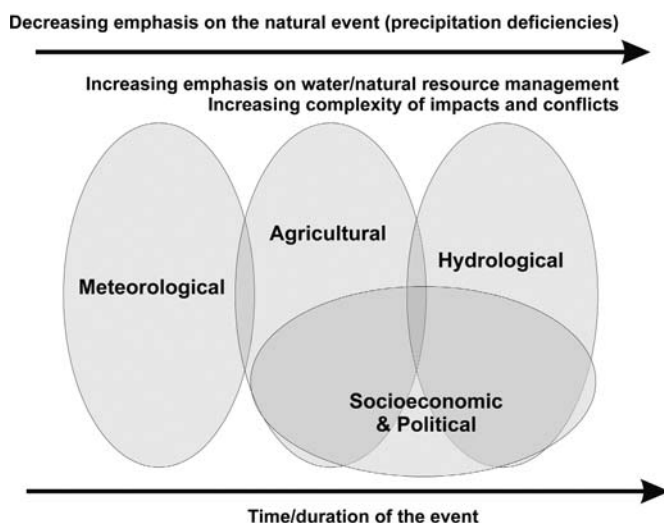 Decreasing emphasis on the natural event (precipitation deficiencies)
Increasing emphasis on water/natural resource management
Increasing complexity of impacts and conflicts
Agricultural
Hydrological
Meteorological
Socioeconomic
& Political
Time/duration of the event